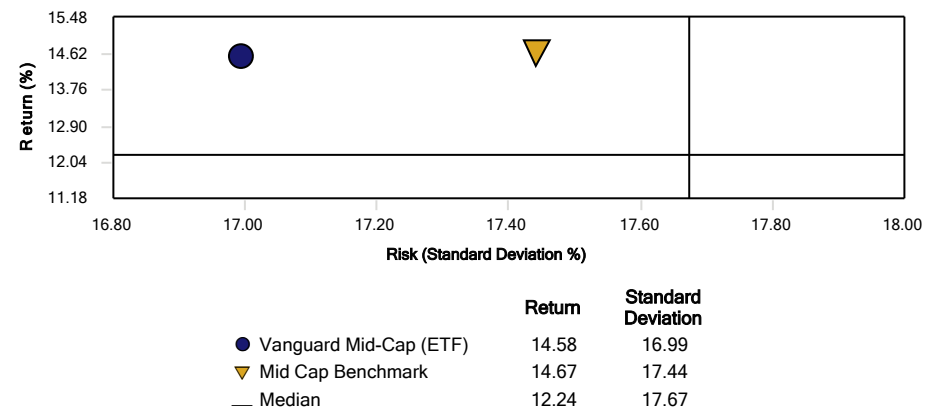 15.48
14.62
13.76
12.90
12.04
11.18
Return (%)
16.80 17.00 17.20 17.40 17.60 17.80 18.00
Risk (Standard Deviation %)
Return Standard Deviation
Vanguard Mid-Cap (ETF) 14.58 16.99
Mid Cap Benchmark 14.67 17.44
Median 12.24 17.67